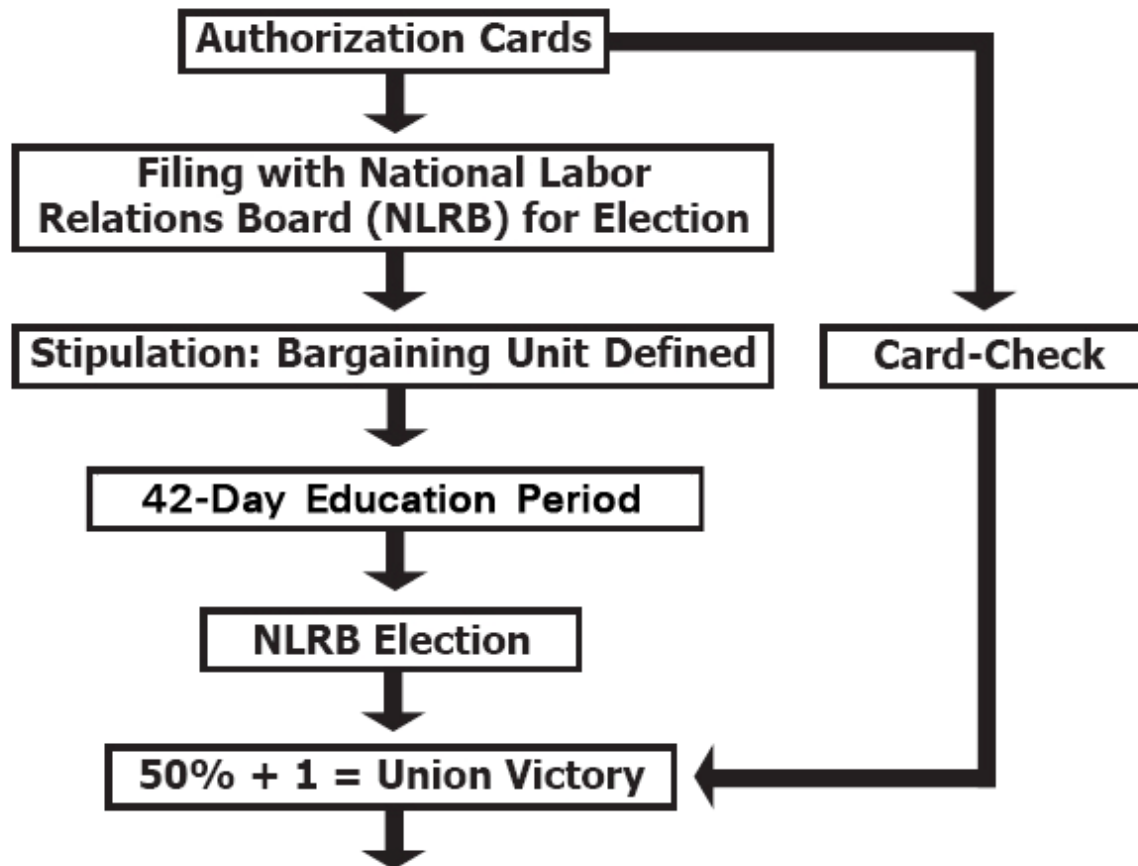 Authorization Cards
Filing with National Labor
Relations Board (NLRB) for Election
Stipulation: Bargaining Unit Defined
Card-Check
42-Day Education Period
NLRB Election
50% + 1 = Union Victory